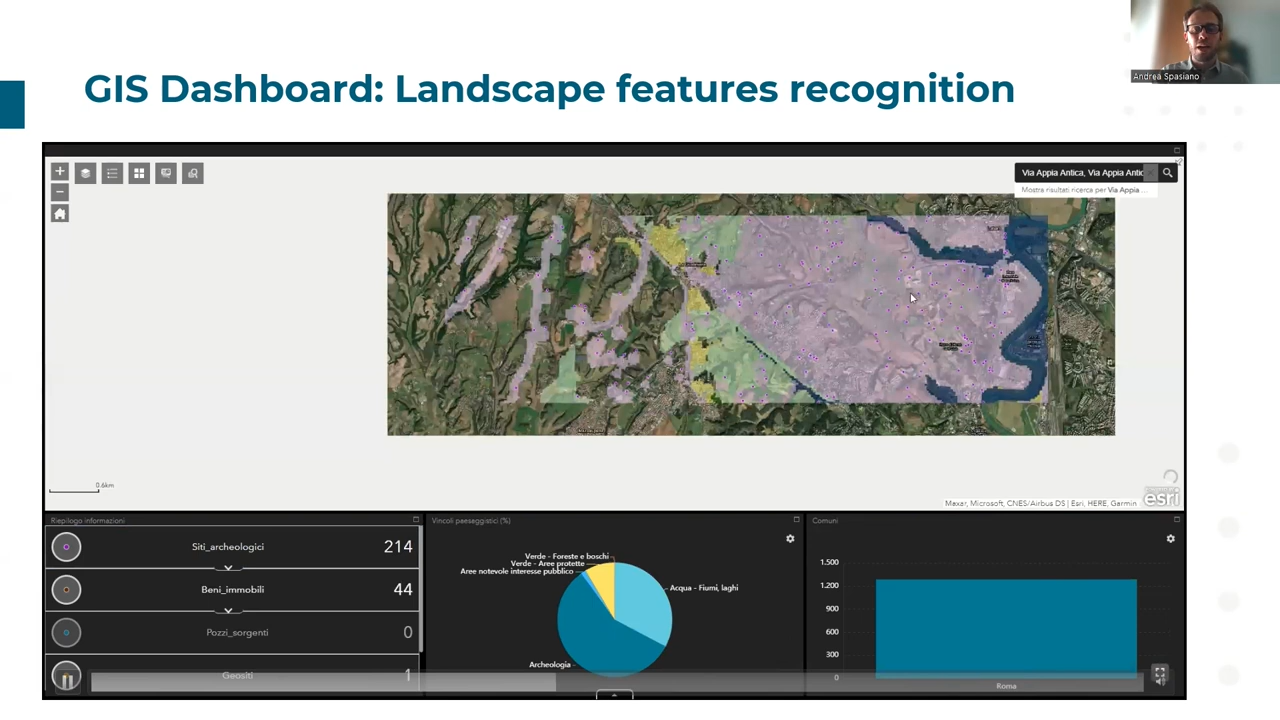 Andrea Spasiano
GIS Dashboard: Landscape features recognition
Via Appia Antica, Via Appia Antic
Mostra risultati ricerca per Via Appia ...
0.6km
esri
Maxar, Microsoft, CNES/Airbus DS | Esri, HERE, Garmin
Riepilogo informazioni
Siti_archeologici 214
Beni_immobili 44
Pozzi_sorgenti 0
Geositi 1
Vincoli paesaggistici (%)
Verde - Foreste e boschi
Verde - Aree protette
Aree notevole interesse pubblico
Acqua - Fiumi, laghi
Archeologia
Comuni
1.500
1.200
900
600
300
0
Roma